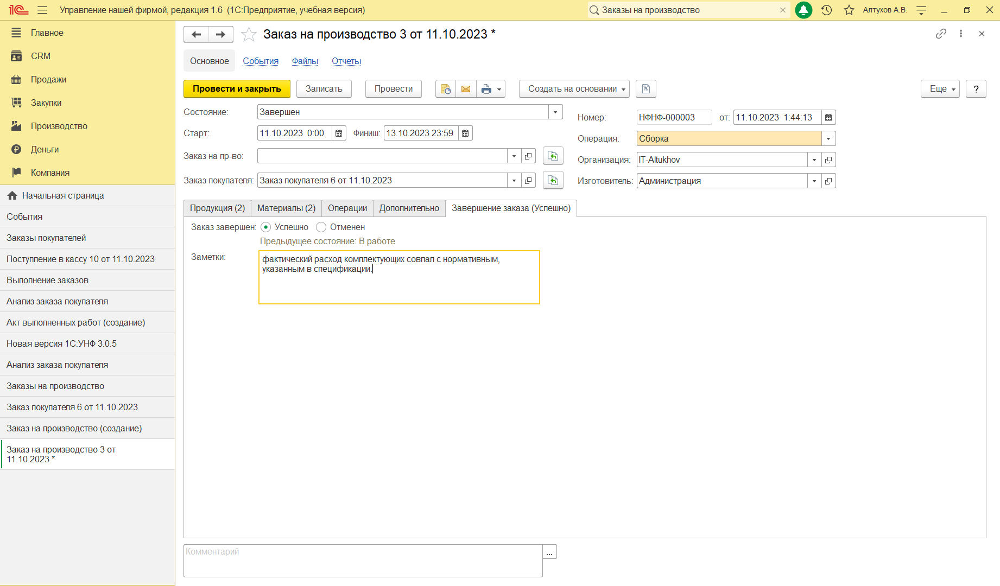 Управление нашей фирмой, редакция 1.6 (1С:Предприятие, учебная версия)
Заказы на производство
Алтухов А.В.
Главное
CRM
Продажи
Закупки
Производство
Деньги
Компания
Начальная страница
События
Заказы покупателей
Поступление в кассу 10 от 11.10.2023
Выполнение заказов
Анализ заказа покупателя
Акт выполненных работ (создание)
Новая версия 1С:УНФ 3.0.5
Анализ заказа покупателя
Заказы на производство
Заказ покупателя 6 от 11.10.2023
Заказ на производство (создание)
Заказ на производство 3 от
11.10.2023 *
Заказ на производство 3 от 11.10.2023 *
Основное События Файлы Отчеты
Провести и закрыть Записать Провести Создать на основании Еще ?
Состояние: Завершен
Номер: НФНФ-000003 от: 11.10.2023 1:44:13
Старт: 11.10.2023 0:00 Финиш: 13.10.2023 23:59
Операция: Сборка
Заказ на пр-во:
Организация: IT-Altukhov
Заказ покупателя: Заказ покупателя 6 от 11.10.2023
Изготовитель: Администрация
Продукция (2) Материалы (2) Операции Дополнительно Завершение заказа (Успешно)
Заказ завершен: Успешно Отменен
Предыдущее состояние: В работе
Заметки:
фактический расход комплектующих совпал с нормативным,
указанным в спецификации.
Комментарий
...